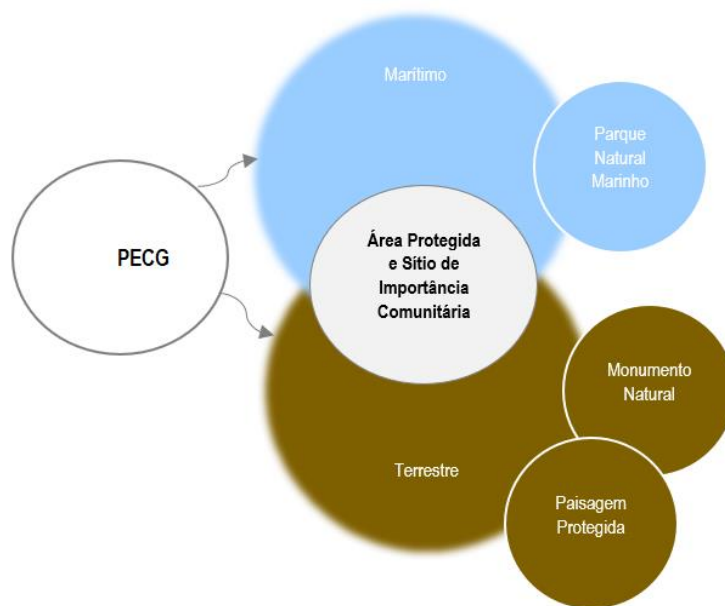 Marítimo
Parque
Natural
Marinho
PECG
Área Protegida
e Sítio de
Importância
Comunitária
Monumento
Natural
Terrestre
Paisagem
Protegida